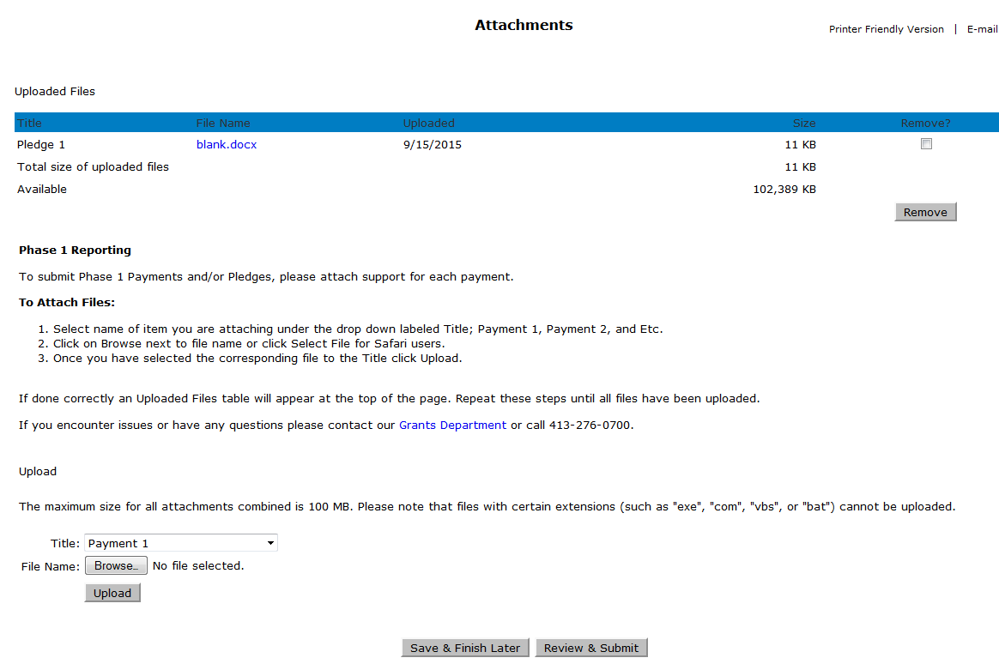 Attachments
Printer Friendly Version | E-mail
Uploaded Files
Title File Name Uploaded Size Remove?
Pledge 1 blank.docx 9/15/2015 11 KB
Total size of uploaded files 11 KB
Available 102,389 KB
Remove
Phase 1 Reporting
To submit Phase 1 Payments and/or Pledges, please attach support for each payment.
To Attach Files:
1. Select name of item you are attaching under the drop down labeled Title; Payment 1, Payment 2, and Etc.
2. Click on Browse next to file name or click Select File for Safari users.
3. Once you have selected the corresponding file to the Title click Upload.
If done correctly an Uploaded Files table will appear at the top of the page. Repeat these steps until all files have been uploaded.
If you encounter issues or have any questions please contact our Grants Department or call 413-276-0700.
Upload
The maximum size for all attachments combined is 100 MB. Please note that files with certain extensions (such as "exe", "com", "vbs", or "bat") cannot be uploaded.
Title: Payment 1
File Name: Browse... No file selected.
Upload
Save & Finish Later Review & Submit